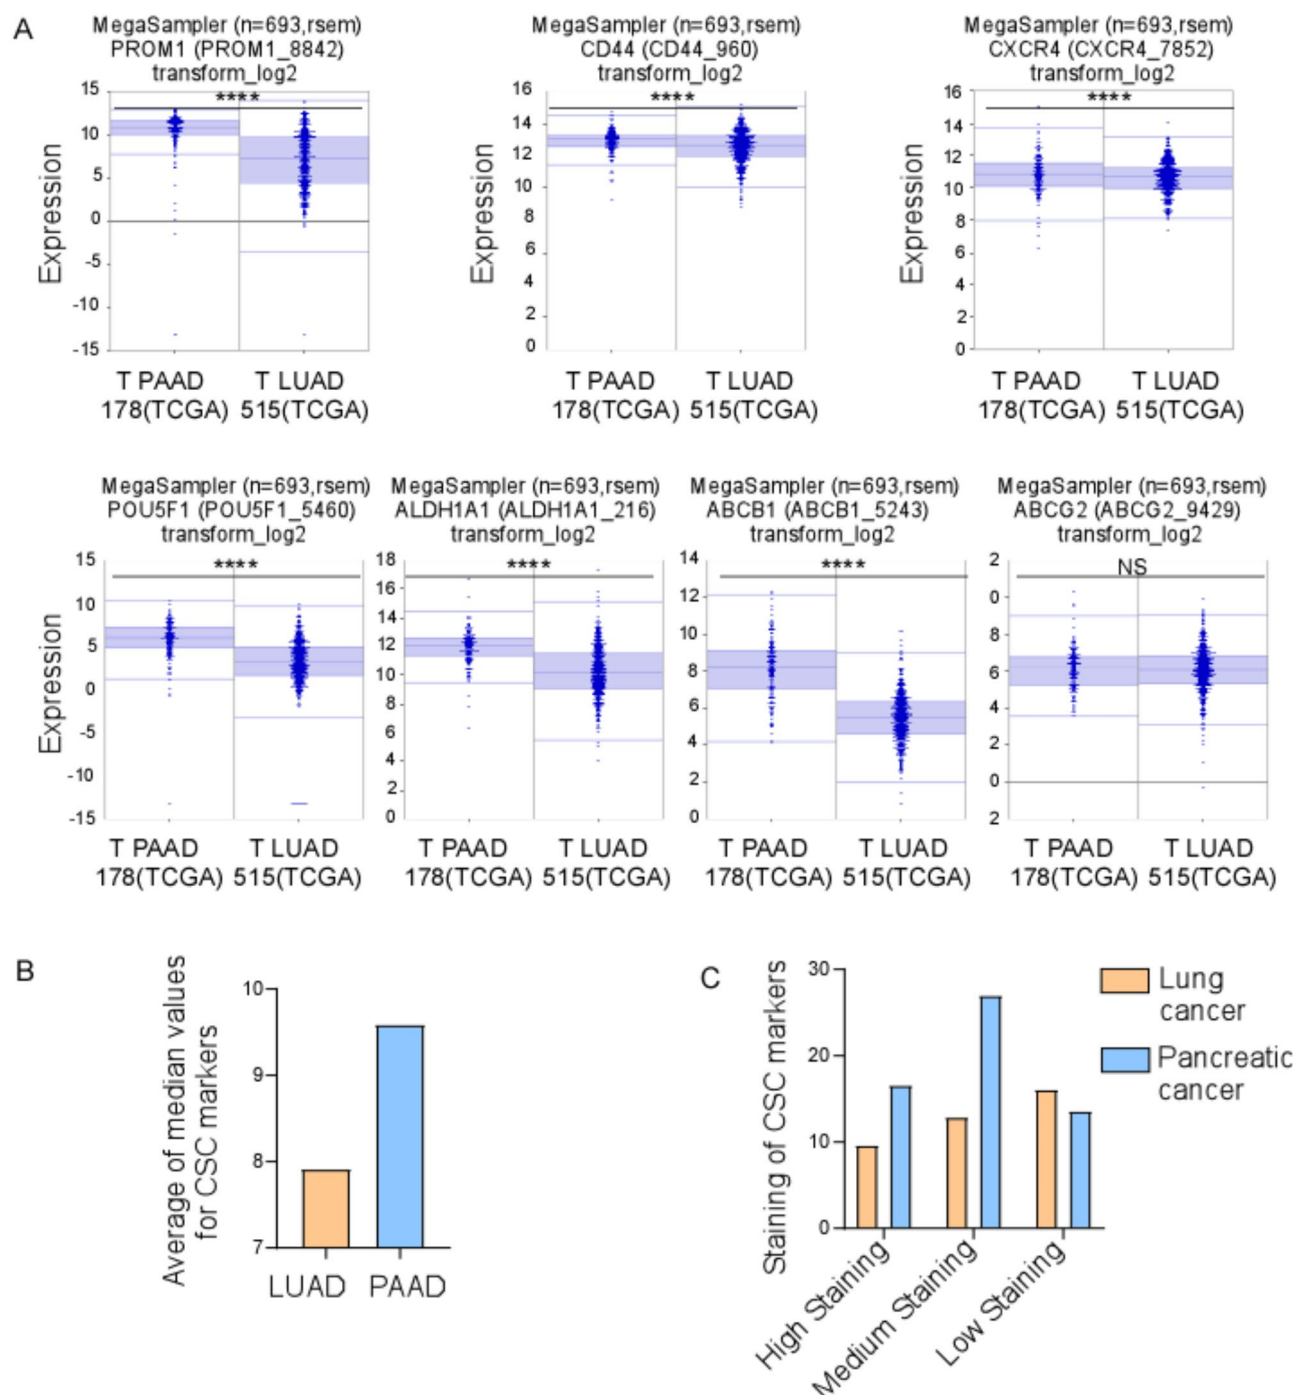 A
MegaSampler (n=693,rsem)
PROM1 (PROM1_8842)
transform_log2
****
15
10
5
0
-5
-10
-15
Expression
T PAAD
178(TCGA)
T LUAD
515(TCGA)
MegaSampler (n=693,rsem)
CD44 (CD44_960)
transform_log2
****
16
14
12
10
8
6
4
2
0
Expression
T PAAD
178(TCGA)
T LUAD
515(TCGA)
MegaSampler (n=693,rsem)
CXCR4 (CXCR4_7852)
transform_log2
****
16
14
12
10
8
6
4
2
0
Expression
T PAAD
178(TCGA)
T LUAD
515(TCGA)
MegaSampler (n=693,rsem)
POU5F1 (POU5F1_5460)
transform_log2
****
15
10
5
0
-5
-10
-15
Expression
T PAAD
178(TCGA)
T LUAD
515(TCGA)
MegaSampler (n=693,rsem)
ALDH1A1 (ALDH1A1_216)
transform_log2
****
18
16
14
12
10
8
6
4
2
0
T PAAD
178(TCGA)
T LUAD
515(TCGA)
MegaSampler (n=693,rsem)
ABCB1 (ABCB1_5243)
transform_log2
****
14
12
10
8
6
4
2
0
T PAAD
178(TCGA)
T LUAD
515(TCGA)
MegaSampler (n=693,rsem)
ABCG2 (ABCG2_9429)
transform_log2
NS
2
0
8
6
4
2
0
2
T PAAD
178(TCGA)
T LUAD
515(TCGA)
B
Average of median values
for CSC markers
10
9
8
7
LUAD
PAAD
C
Staining of CSC markers
30
20
10
0
High Staining
Medium Staining
Low Staining
Lung
cancer
Pancreatic
cancer